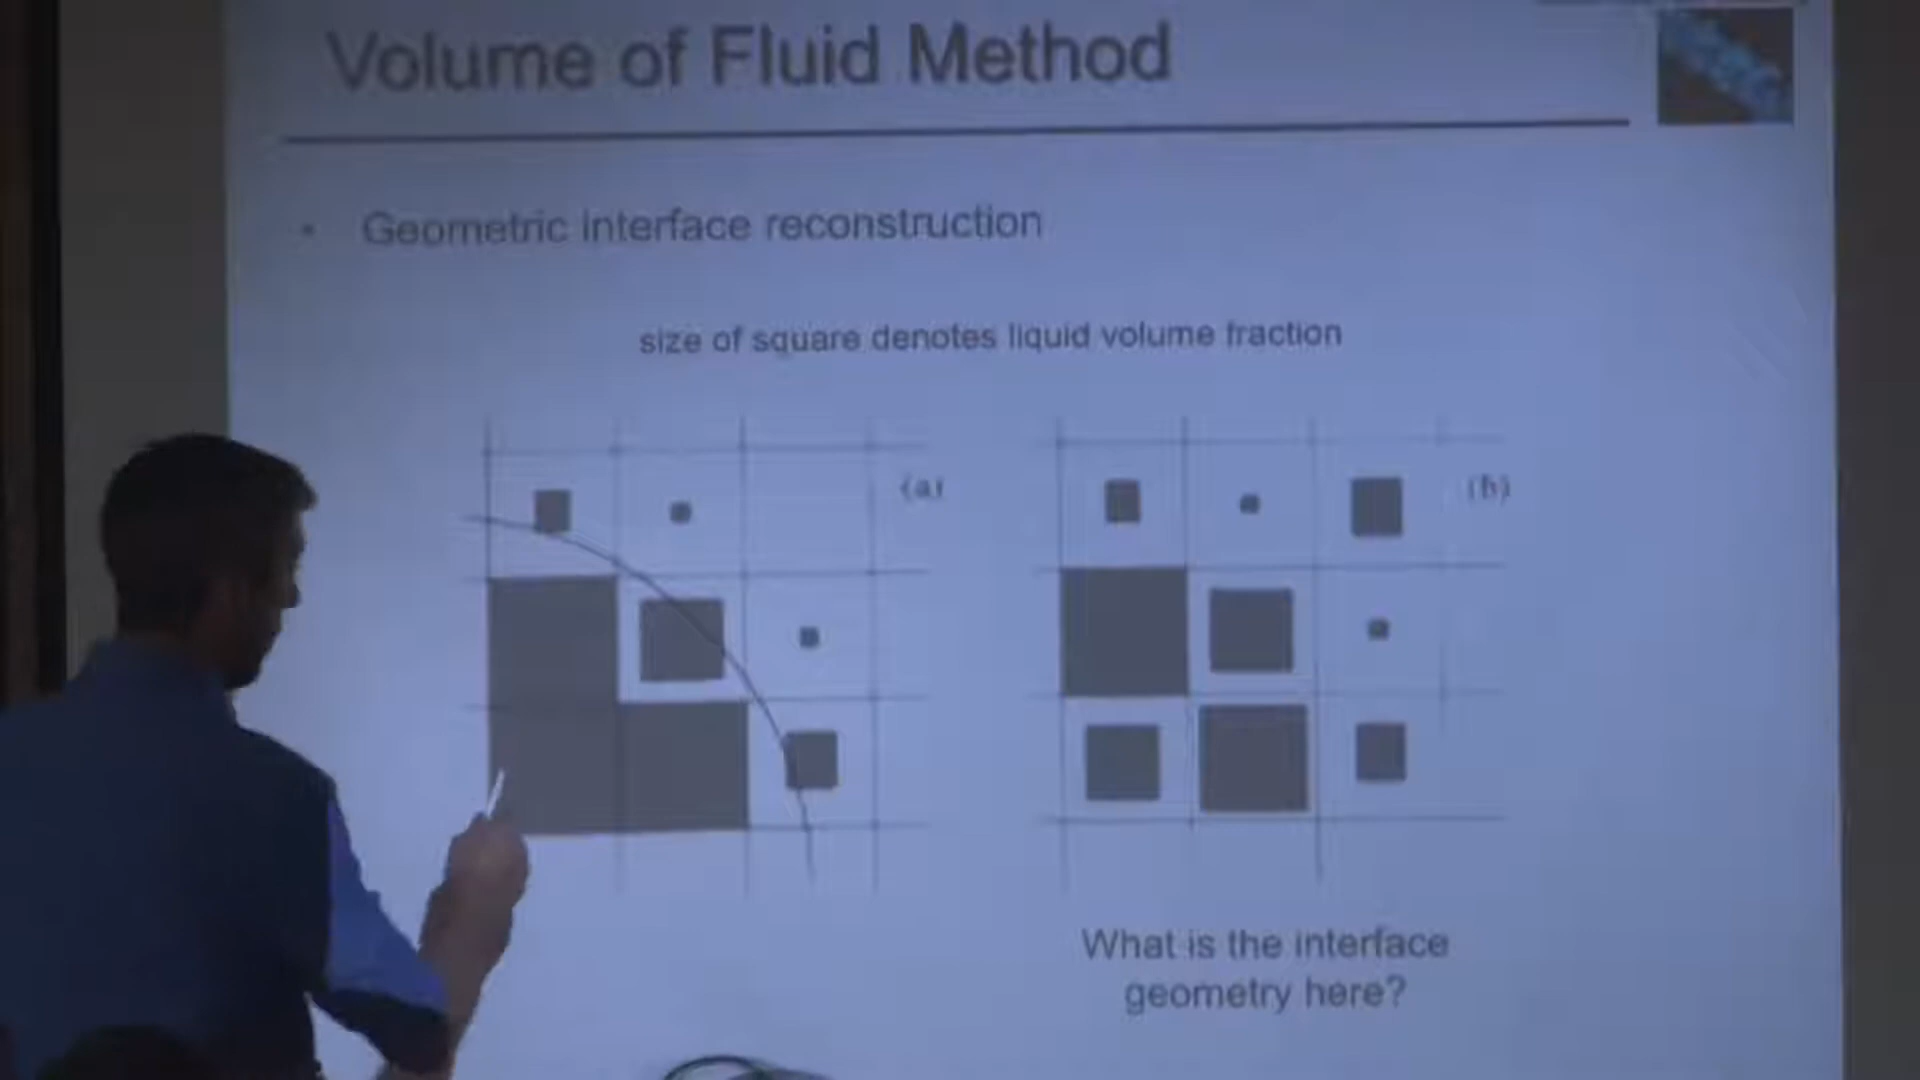 Volume of Fluid Method
• Geometric interface reconstruction
size of square denotes liquid volume fraction
(a)
(b)
What is the interface
geometry here?